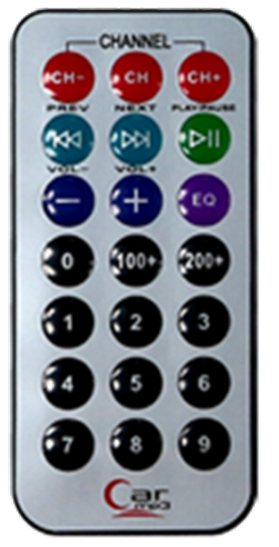 CHANNEL
CH- CH CH+
PREV NEXT PLAY/PAUSE
VOL- VOL+
− + EQ
0 100+ 200+
1 2 3
4 5 6
7 8 9
Car
mp3